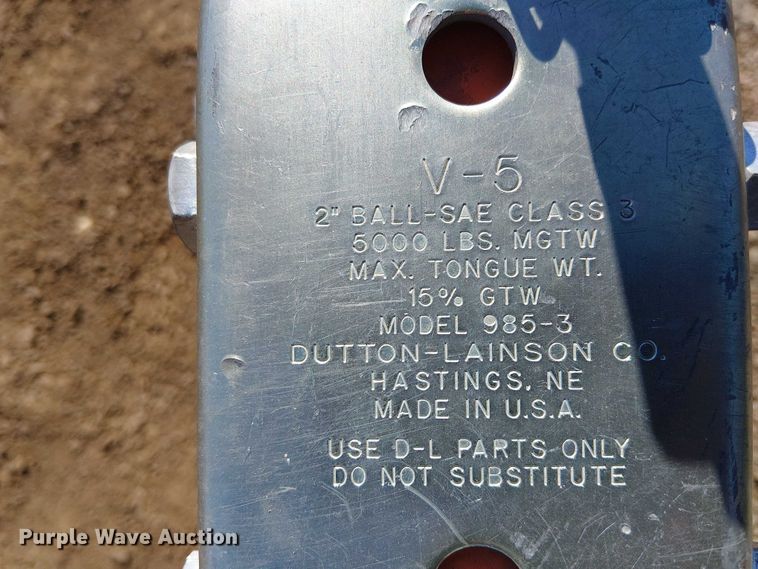 V-5
2" BALL-SAE CLASS 3
5000 LBS. MGTW
MAX. TONGUE WT.
15% GTW
MODEL 985-3
DUTTON-LAINSON CO.
HASTINGS, NE
MADE IN U.S.A.
USE D-L PARTS ONLY
DO NOT SUBSTITUTE
Purple Wave Auction®